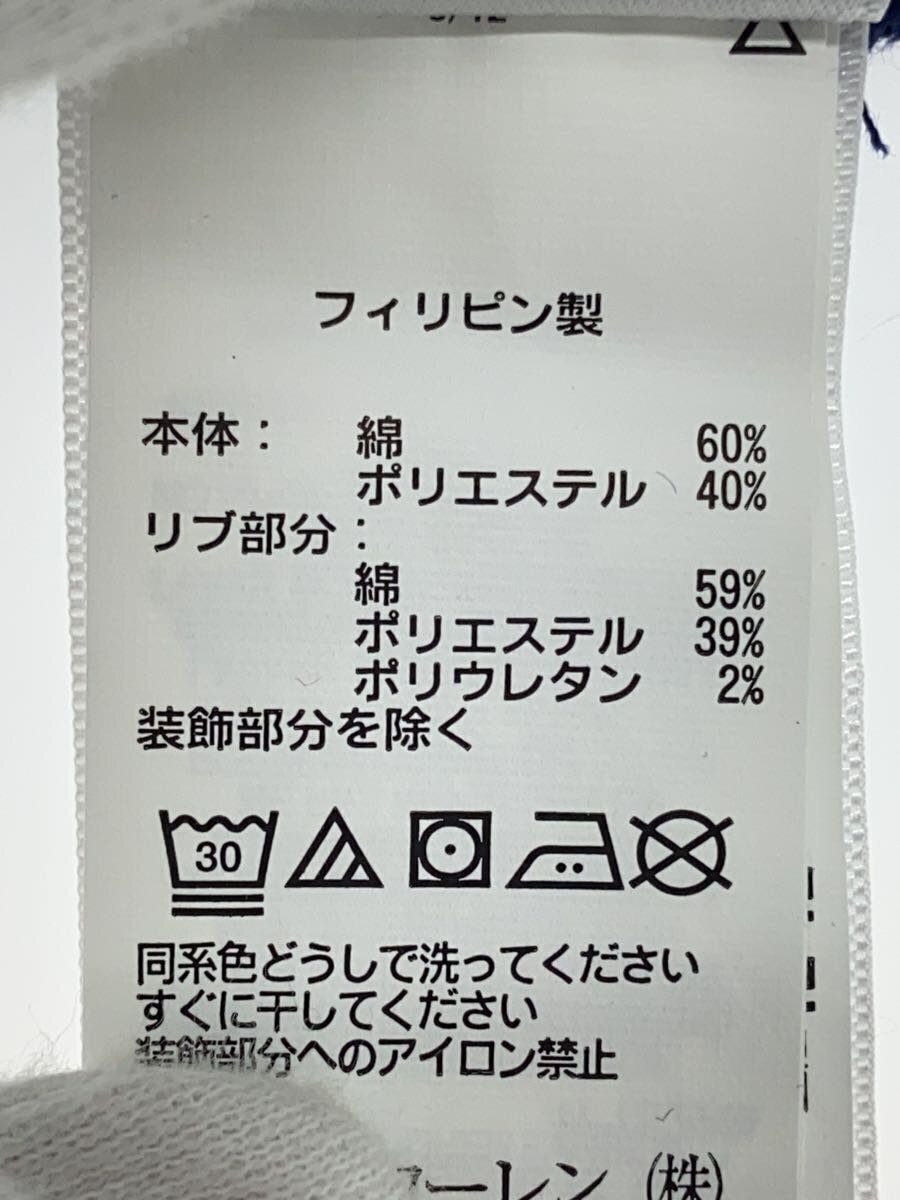 フィリピン製
本体： 綿 60%
ポリエステル 40%
リブ部分：
綿 59%
ポリエステル 39%
ポリウレタン 2%
装飾部分を除く
30
同系色どうしで洗ってください
すぐに干してください
装飾部分へのアイロン禁止
ーレン（株）